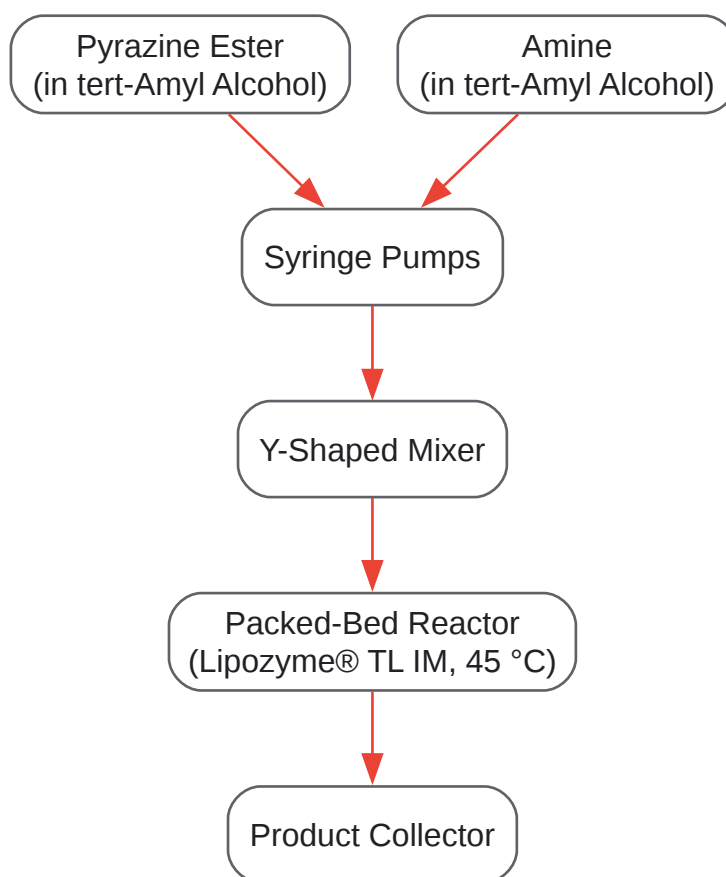 Pyrazine Ester
(in tert-Amyl Alcohol)
Amine
(in tert-Amyl Alcohol)
Syringe Pumps
Y-Shaped Mixer
Packed-Bed Reactor
(Lipozyme® TL IM, 45 °C)
Product Collector